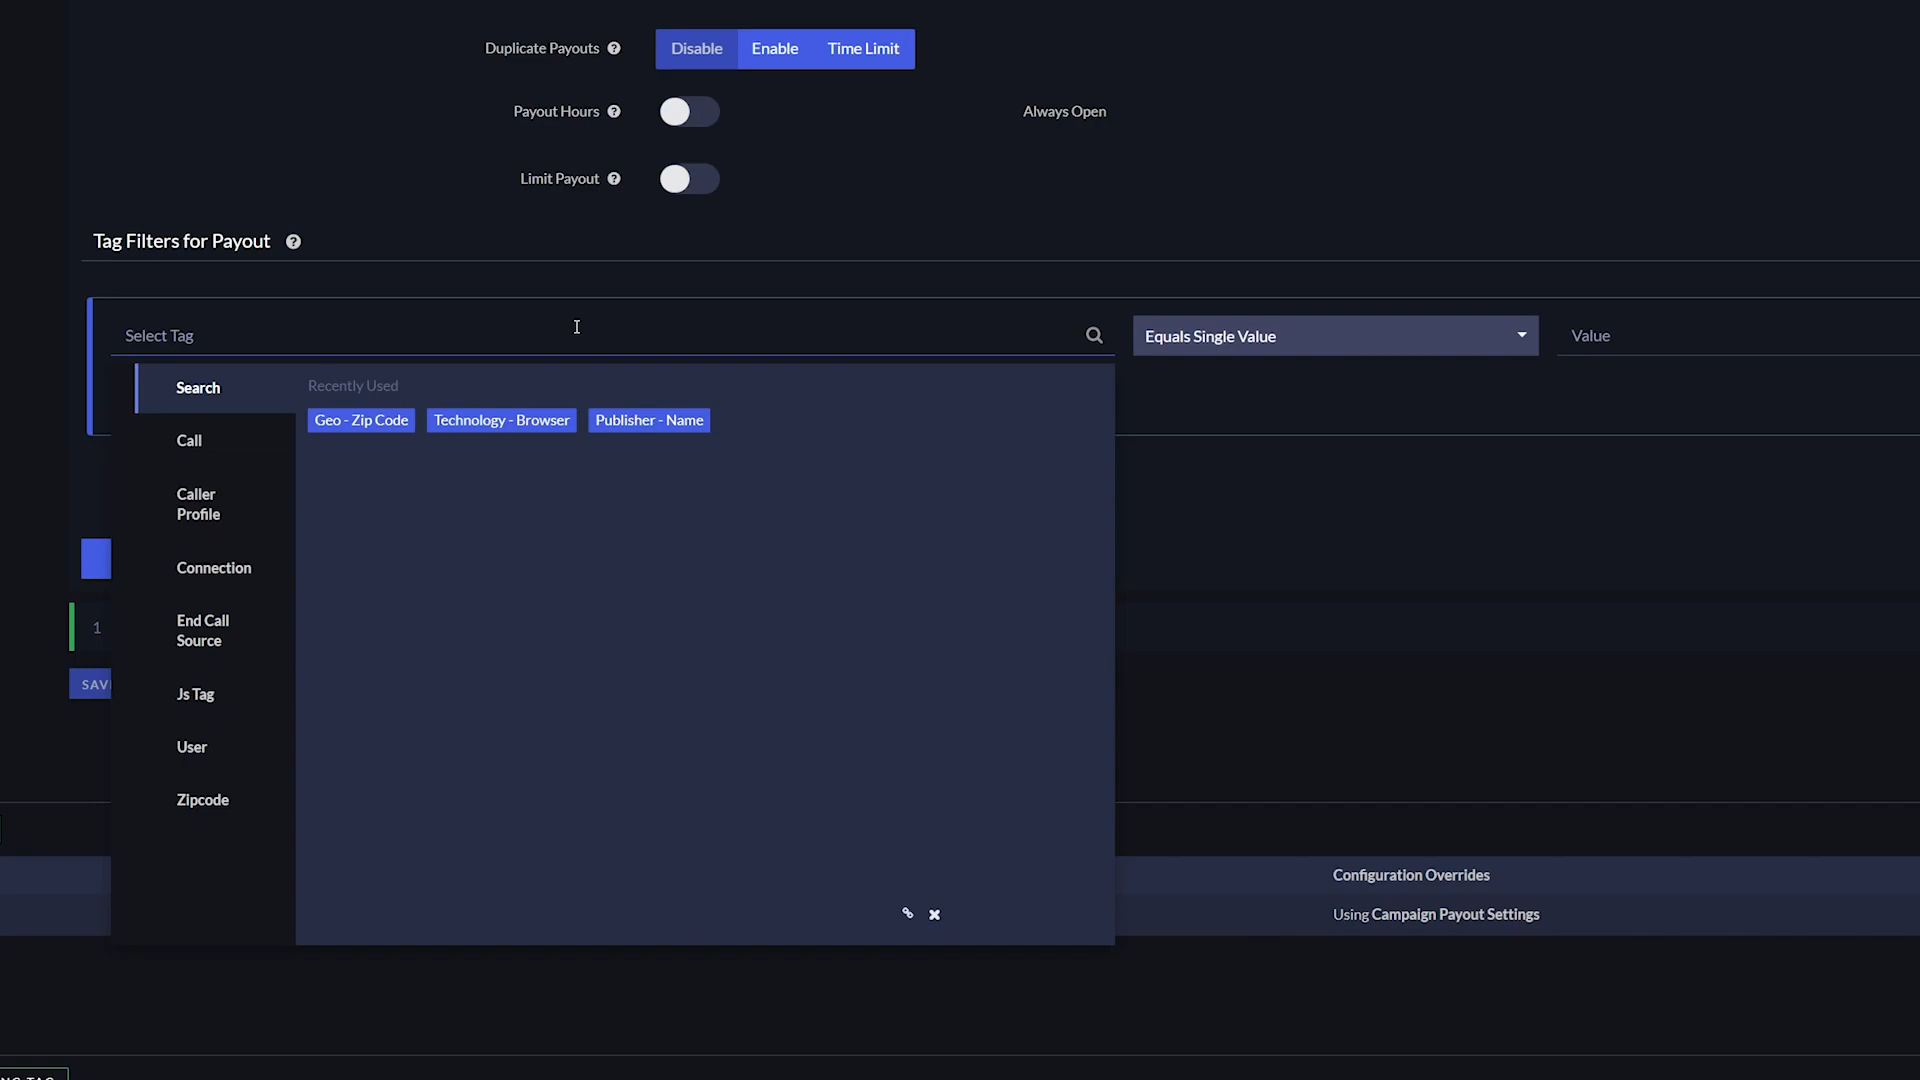 Duplicate Payouts Disable Enable Time Limit
Payout Hours Always Open
Limit Payout
Tag Filters for Payout
Select Tag Equals Single Value Value
Search Recently Used
Geo - Zip Code Technology - Browser Publisher - Name
Call
Caller
Profile
Connection
End Call
Source
1
SAV
Js Tag
User
Zipcode
Configuration Overrides
Using Campaign Payout Settings